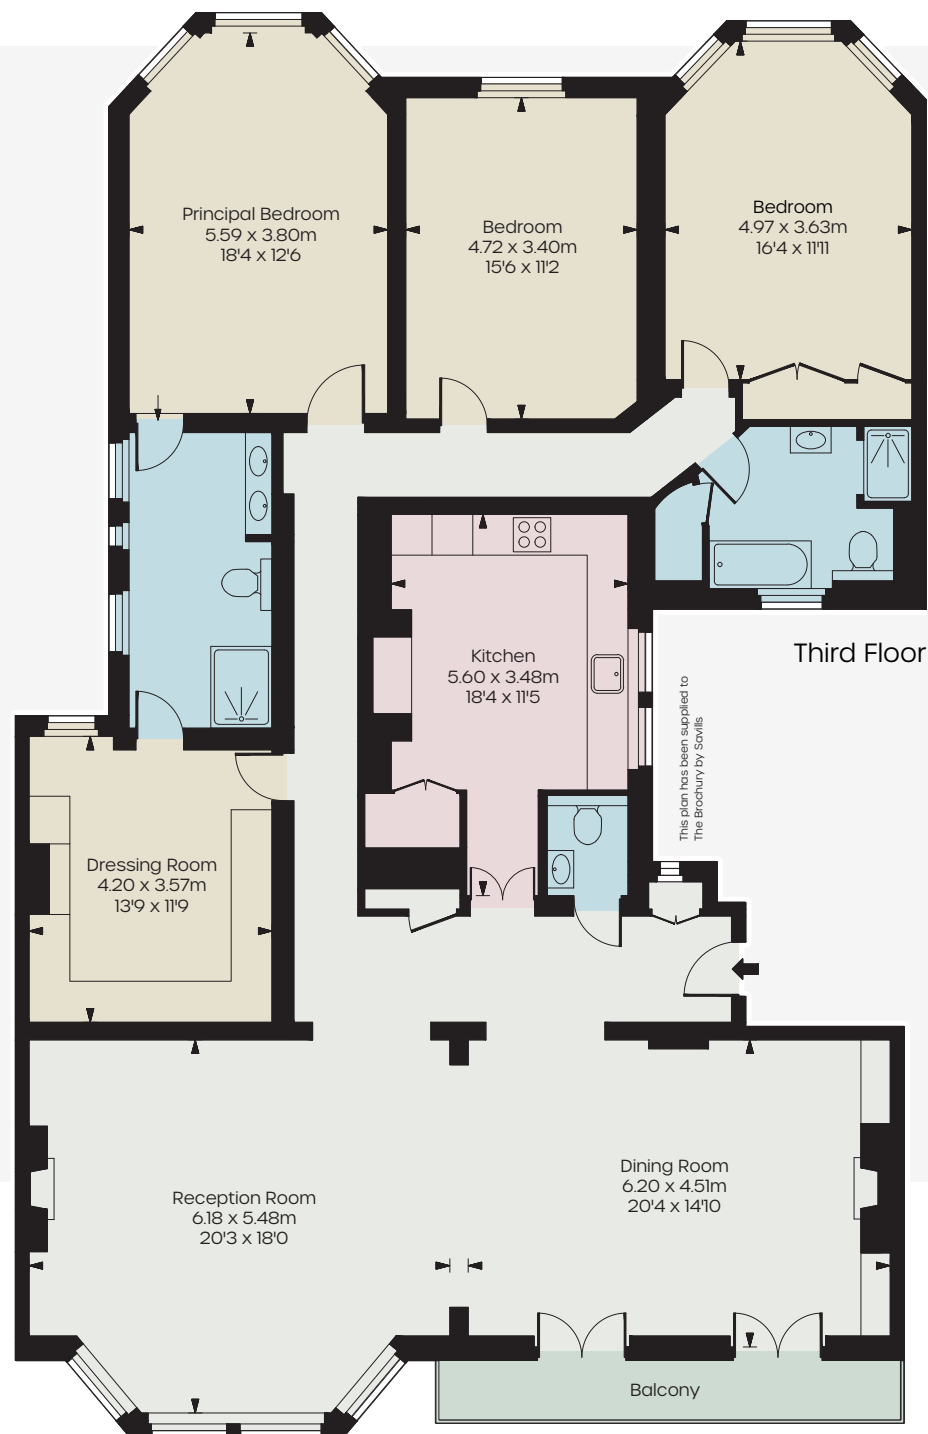 Principal Bedroom
5.59 x 3.80m
18'4 x 12'6
Bedroom
4.72 x 3.40m
15'6 x 11'2
Bedroom
4.97 x 3.63m
16'4 x 11'11
Kitchen
5.60 x 3.48m
18'4 x 11'5
Third Floor
This plan has been supplied to
The Brochury by Savills
Dressing Room
4.20 x 3.57m
13'9 x 11'9
Reception Room
6.18 x 5.48m
20'3 x 18'0
Dining Room
6.20 x 4.51m
20'4 x 14'10
Balcony